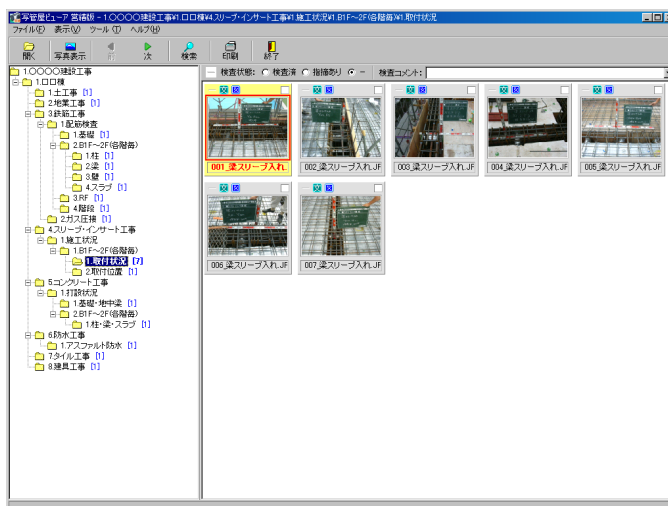 写管屋ビューア 営繕版 - 1.〇〇〇〇建設工事¥1.ロロ棟¥4.スリーブ・インサート工事¥1.施工状況¥1.B1F～2F(各階毎)¥1.取付状況
ファイル(F) 表示(V) ツール(T) ヘルプ(H)
開く 写真表示 前 次 検索 印刷 終了
1.〇〇〇〇建設工事
1.ロロ棟
1.土工事 [1]
2.地業工事 [1]
3.鉄筋工事
1.配筋検査
1.基礎 [1]
2.B1F～2F(各階毎)
1.柱 [1]
2.梁 [1]
3.壁 [1]
4.スラブ [1]
3.RF [1]
4.階段 [1]
2.ガス圧接 [1]
4.スリーブ・インサート工事
1.施工状況
1.B1F～2F(各階毎)
1.取付状況 [7]
2.取付位置 [1]
5.コンクリート工事
1.打設状況
1.基礎・地中梁 [1]
2.B1F～2F(各階毎)
1.柱・梁・スラブ [1]
6.防水工事
1.アスファルト防水 [1]
7.タイル工事 [1]
8.建具工事 [1]
検査状態: 検査済 指摘あり - 検査コメント:
001_梁スリーブ入れ.
002_梁スリーブ入れ.JF
003_梁スリーブ入れ.JF
004_梁スリーブ入れ.JF
005_梁スリーブ入れ.JF
006_梁スリーブ入れ.JF
007_梁スリーブ入れ.JF